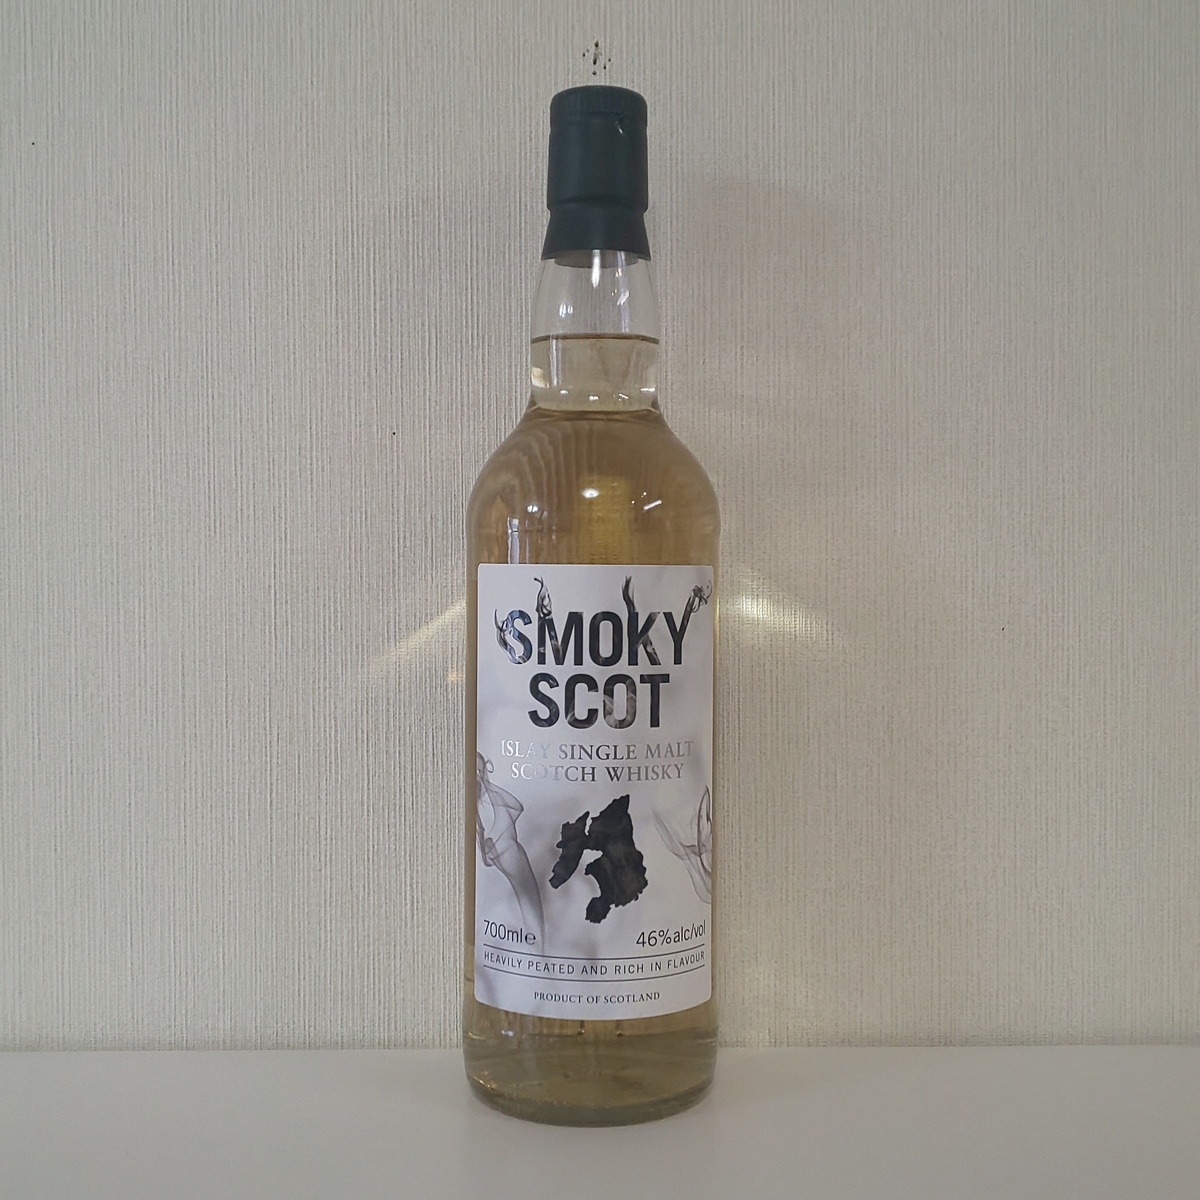 SMOKY
SCOT
ISLAY SINGLE MALT
SCOTCH WHISKY
700ml℮
46%alc/vol
HEAVILY PEATED AND RICH IN FLAVOUR
PRODUCT OF SCOTLAND